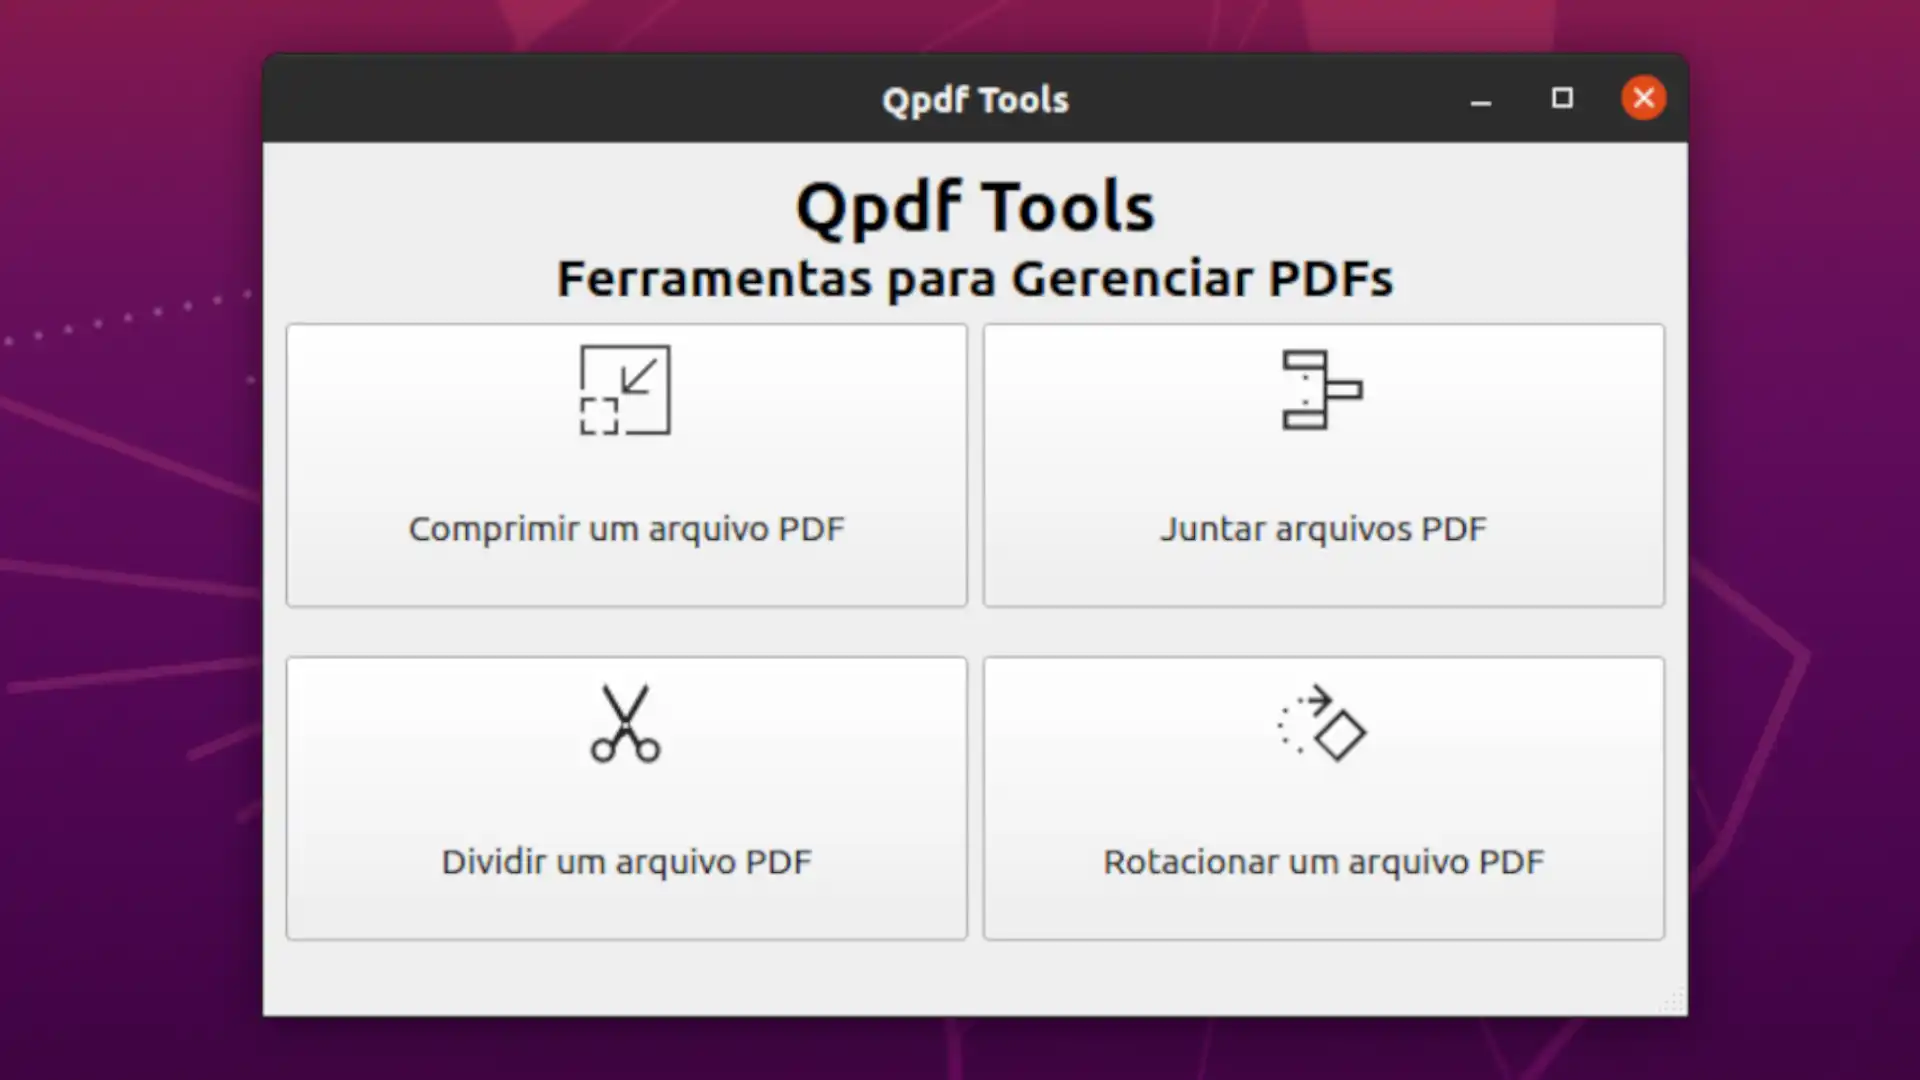 Qpdf Tools
Qpdf Tools
Ferramentas para Gerenciar PDFs
Comprimir um arquivo PDF
Juntar arquivos PDF
Dividir um arquivo PDF
Rotacionar um arquivo PDF